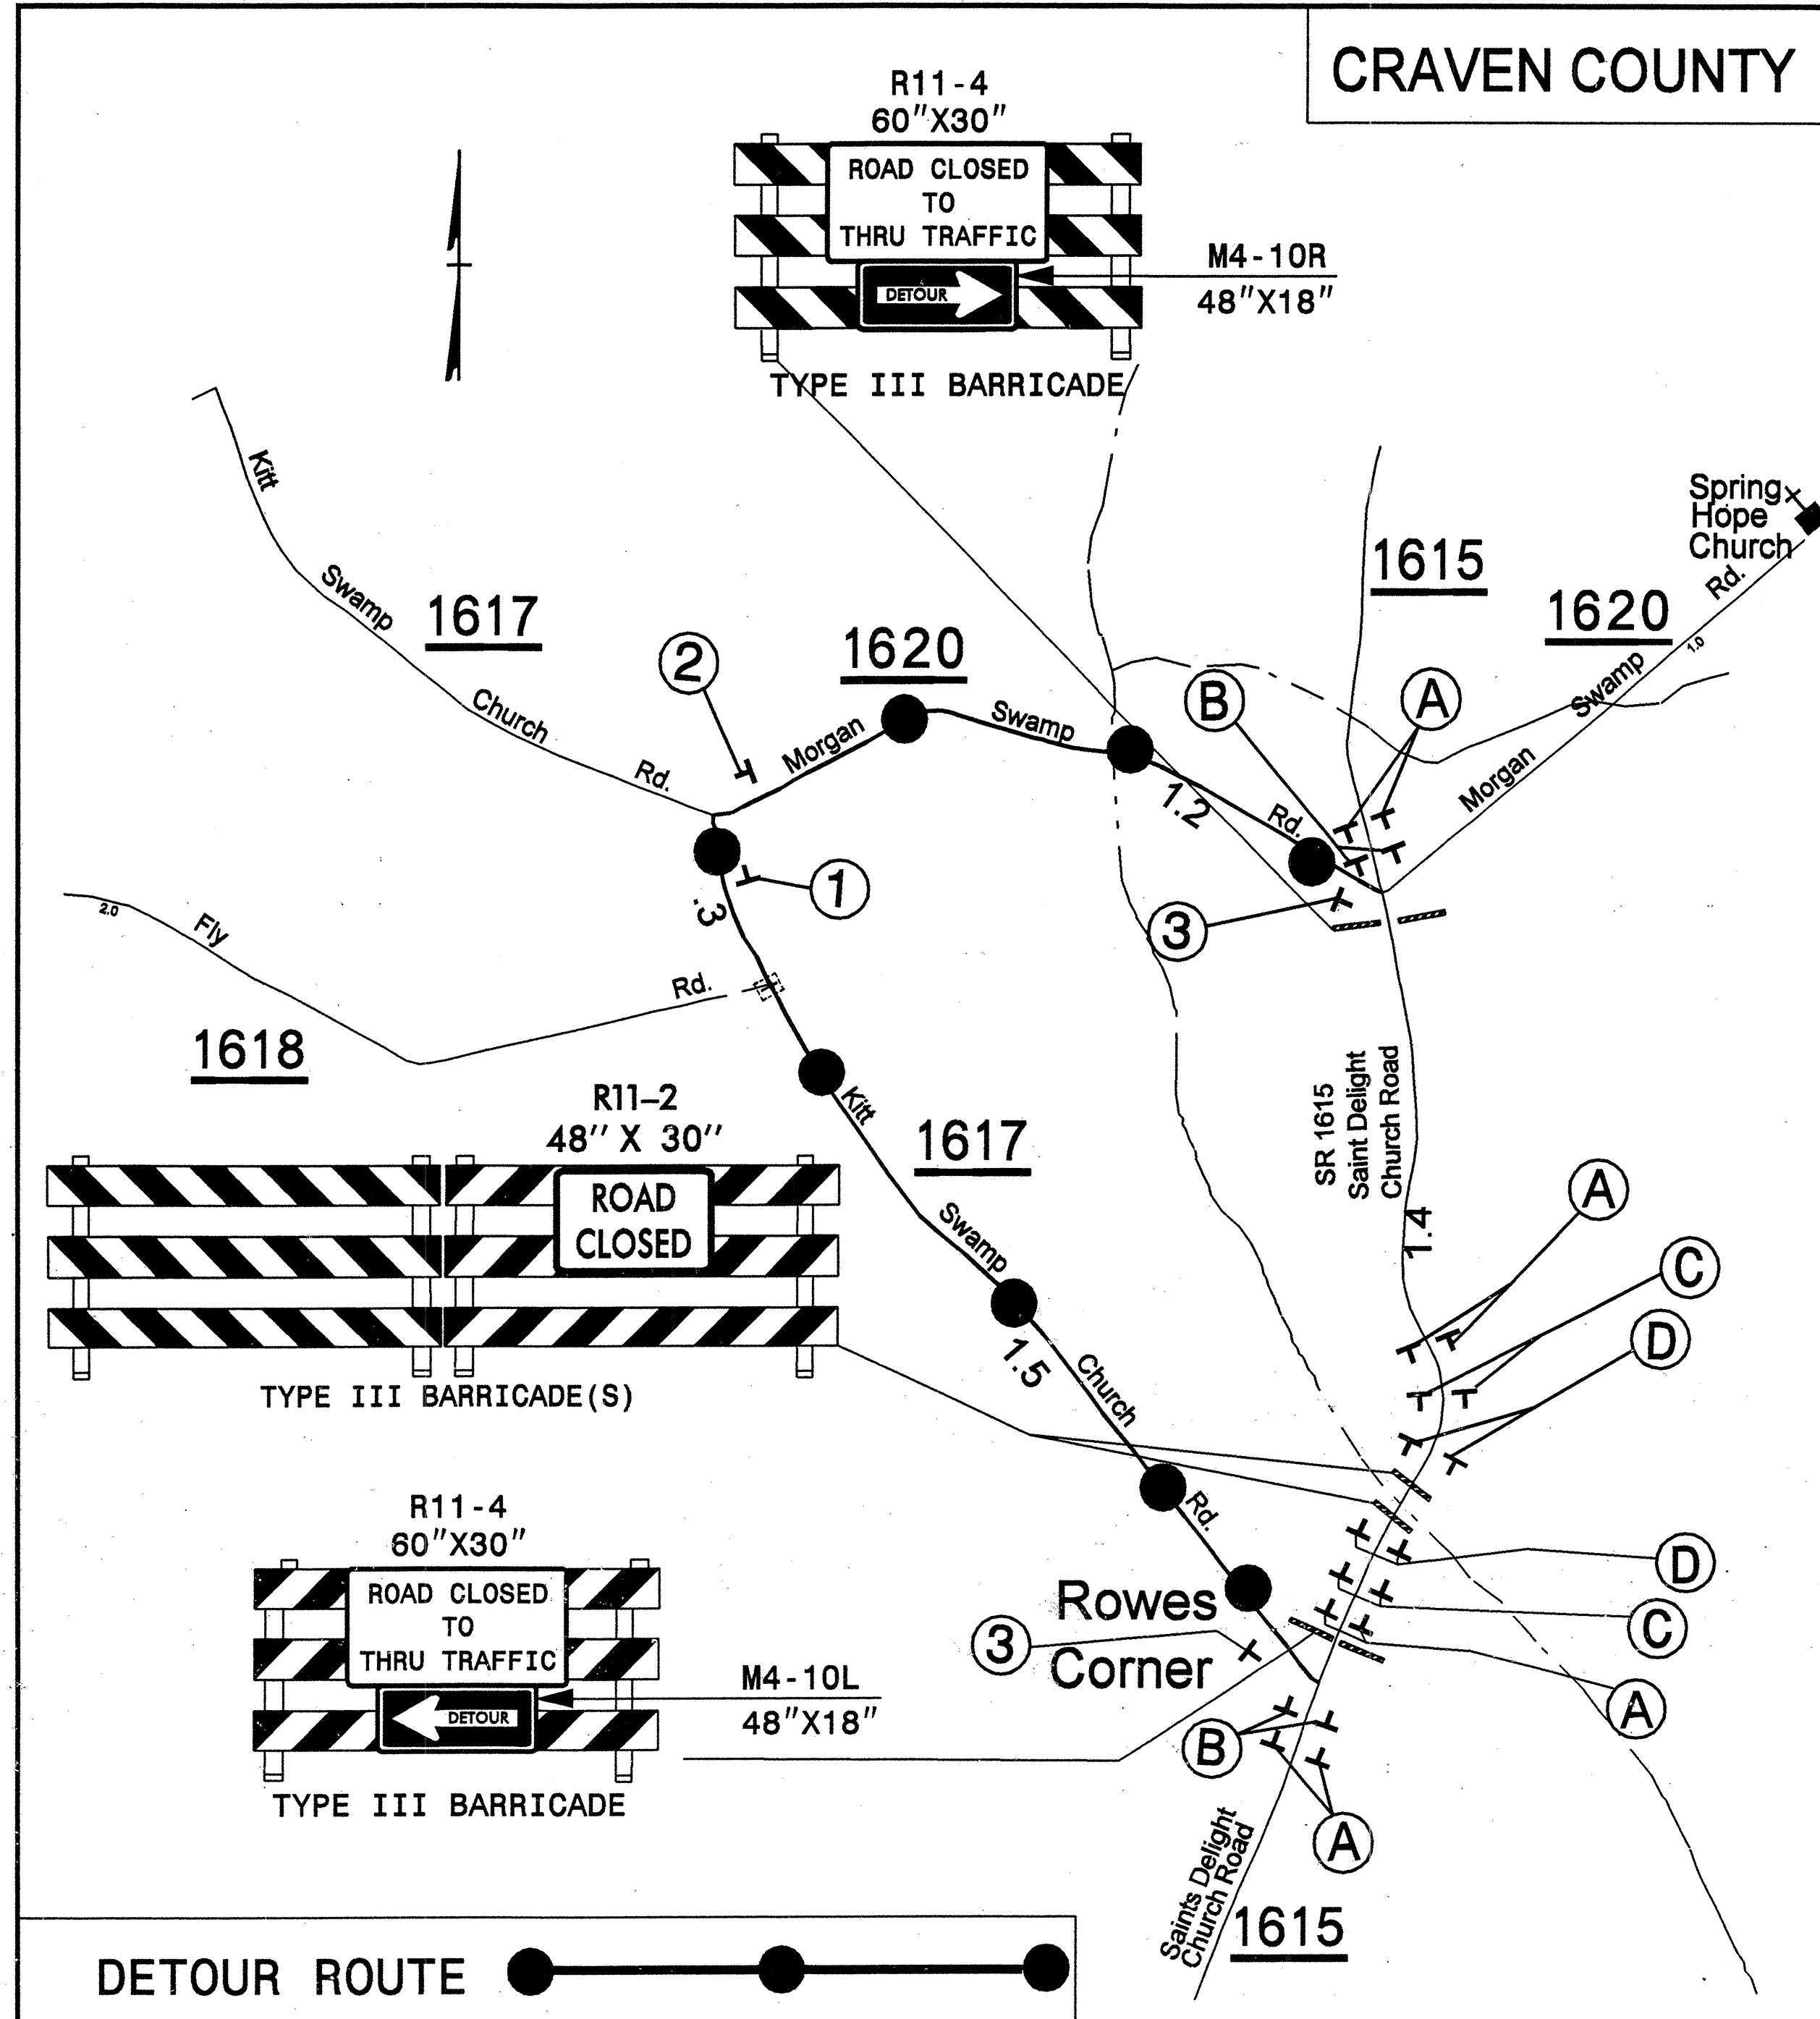 CRAVEN COUNTY
R11-4
60"X30"
ROAD CLOSED
TO
THRU TRAFFIC
DETOUR
M4-10R
48"X18"
TYPE III BARRICADE
Kitt
Swamp
Church
Rd.
1617
2
1620
Morgan
Swamp
Rd.
1.2
B
A
1615
1620
Spring
Hope
Church
Rd.
1.0
Swamp
Morgan
3
1
.3
2.0
Fly
Rd.
1618
R11-2
48" X 30"
ROAD
CLOSED
TYPE III BARRICADE(S)
Kitt
1617
Swamp
1.5
Church
Rd.
SR 1615
Saint Delight
Church Road
1.4
A
C
D
D
C
A
Rowes
Corner
3
B
A
R11-4
60"X30"
ROAD CLOSED
TO
THRU TRAFFIC
DETOUR
M4-10L
48"X18"
TYPE III BARRICADE
Saints Delight
Church Road
1615
DETOUR ROUTE